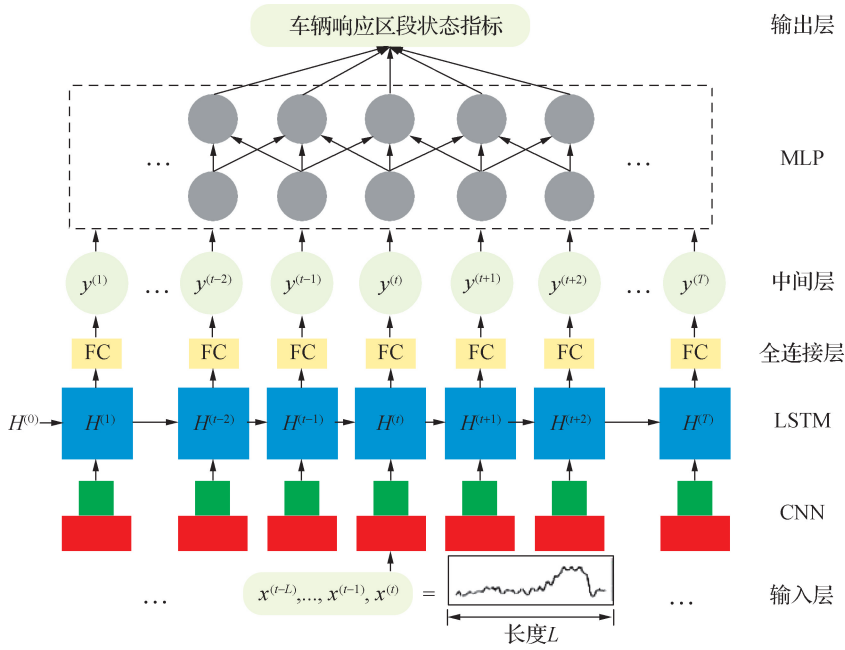 车辆响应区段状态指标 输出层
... ... MLP
y(1) ... y(t−2) y(t−1) y(t) y(t+1) y(t+2) ... y(T) 中间层
FC FC FC FC FC FC FC 全连接层
H(0) H(1) H(t−2) H(t−1) H(t) H(t+1) H(t+2) H(T) LSTM
CNN
... x(t−L),..., x(t−1), x(t) = ... 输入层
长度L